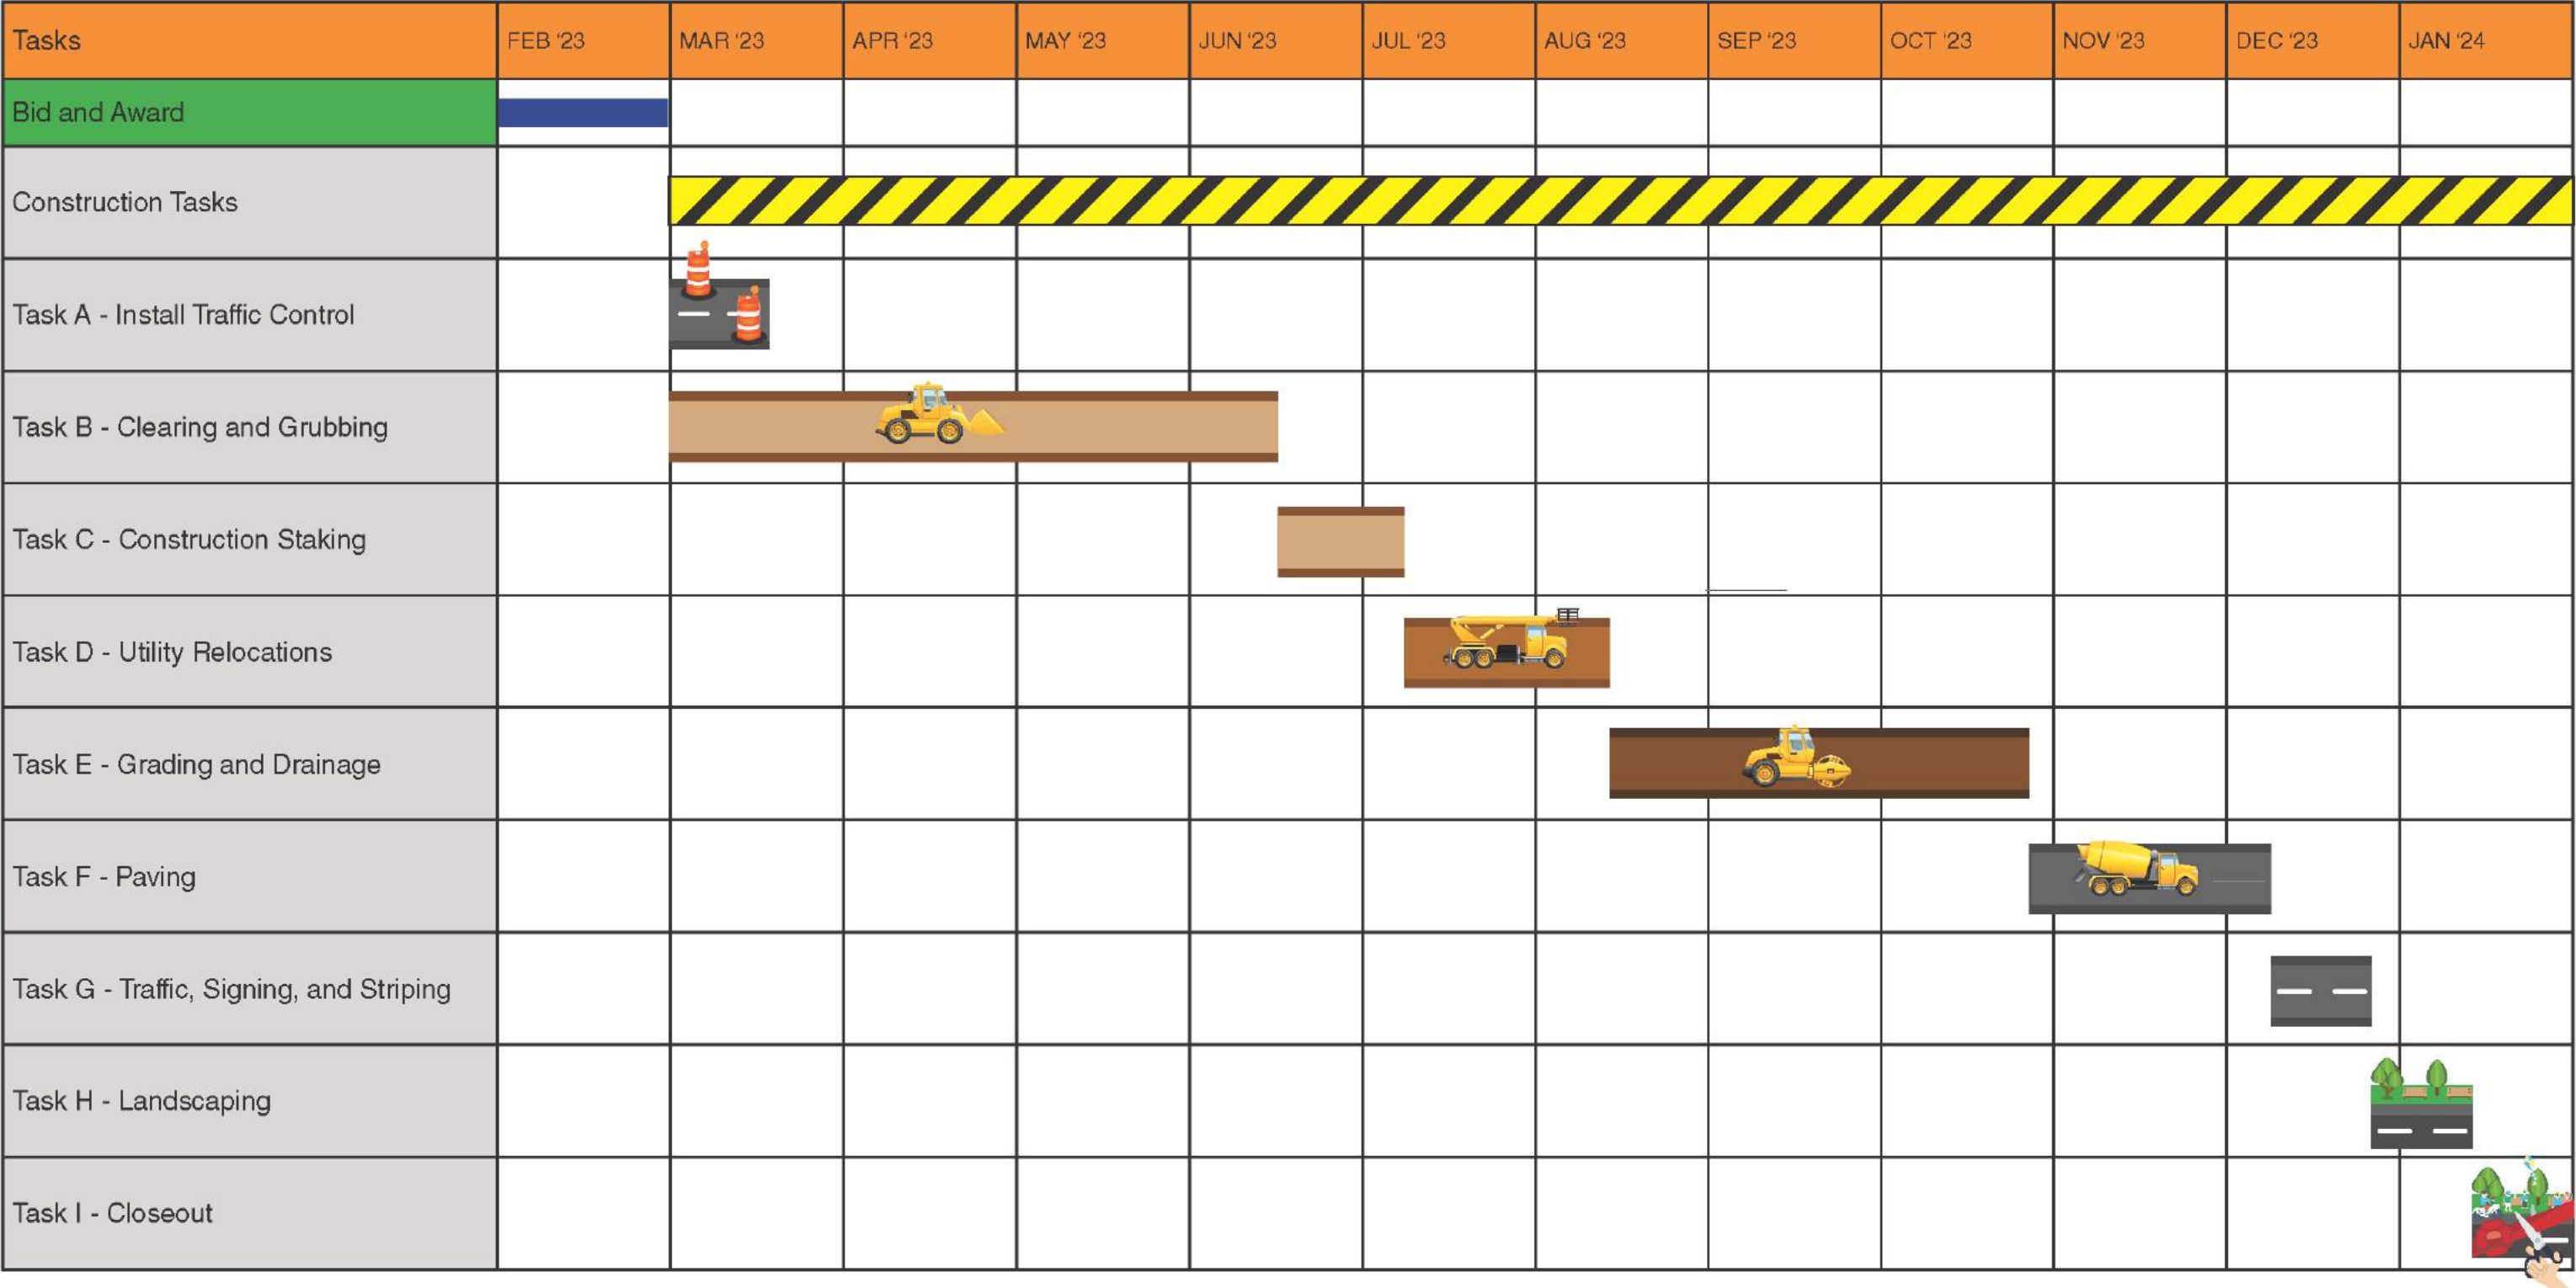 Tasks FEB ‘23 MAR ‘23 APR ‘23 MAY ‘23 JUN ‘23 JUL ‘23 AUG ‘23 SEP ‘23 OCT ‘23 NOV ‘23 DEC ‘23 JAN ‘24
Bid and Award
Construction Tasks
Task A - Install Traffic Control
Task B - Clearing and Grubbing
Task C - Construction Staking
Task D - Utility Relocations
Task E - Grading and Drainage
Task F - Paving
Task G - Traffic, Signing, and Striping
Task H - Landscaping
Task I - Closeout